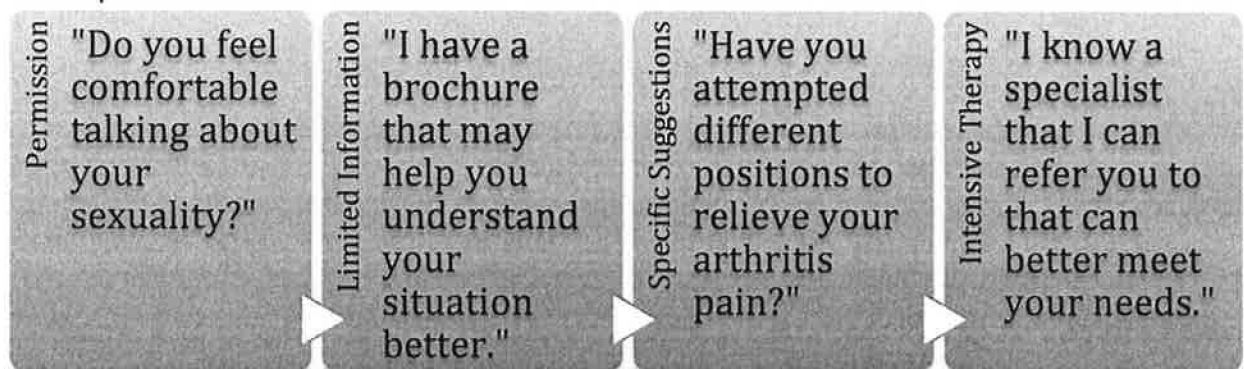 Permission
"Do you feel
comfortable
talking about
your
sexuality?"
Limited Information
"I have a
brochure
that may
help you
understand
your
situation
better."
Specific Suggestions
"Have you
attempted
different
positions to
relieve your
arthritis
pain?"
Intensive Therapy
"I know a
specialist
that I can
refer you to
that can
better meet
your needs."